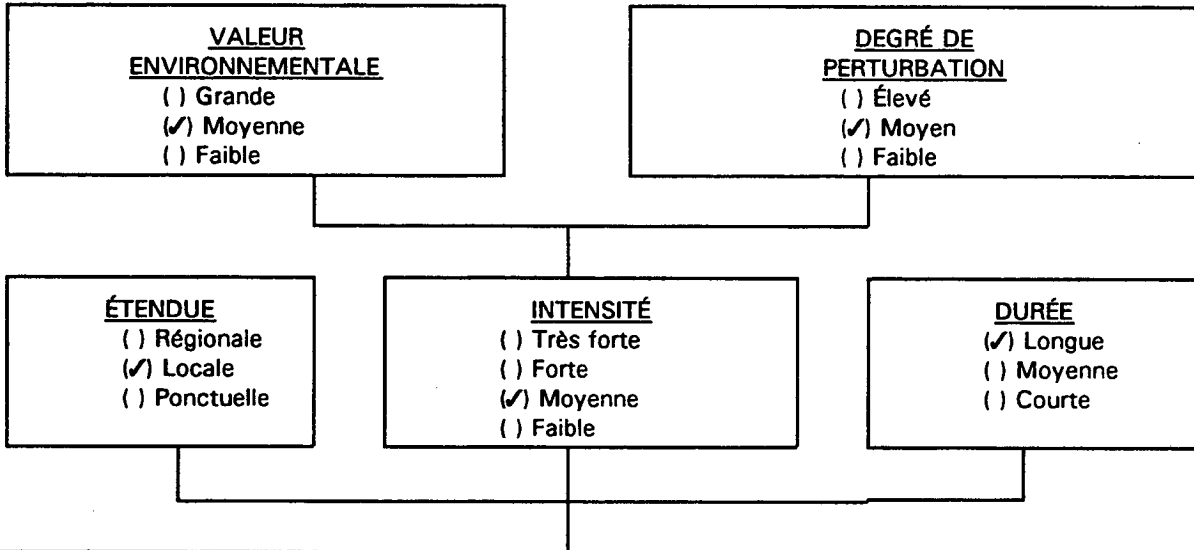 VALEUR
ENVIRONNEMENTALE
( ) Grande
(✓) Moyenne
( ) Faible
DEGRÉ DE
PERTURBATION
( ) Élevé
(✓) Moyen
( ) Faible
ÉTENDUE
( ) Régionale
(✓) Locale
( ) Ponctuelle
INTENSITÉ
( ) Très forte
( ) Forte
(✓) Moyenne
( ) Faible
DURÉE
(✓) Longue
( ) Moyenne
( ) Courte